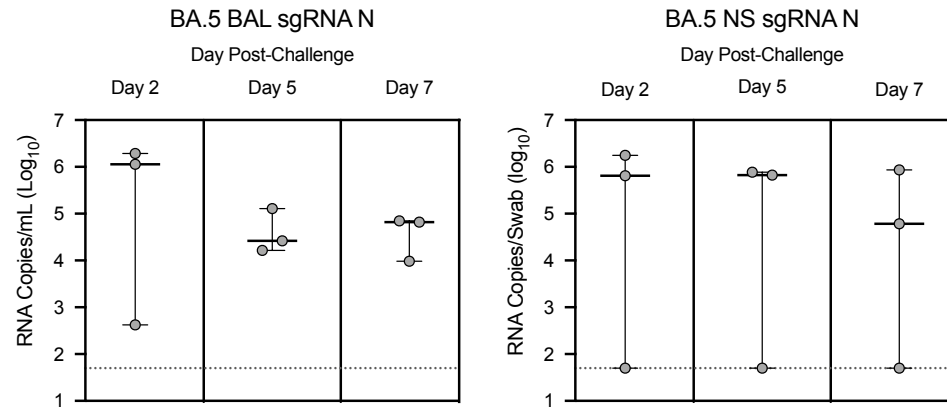 BA.5 BAL sgRNA N
Day Post-Challenge
Day 2 Day 5 Day 7
RNA Copies/mL (Log10)
7
6
5
4
3
2
1
BA.5 NS sgRNA N
Day Post-Challenge
Day 2 Day 5 Day 7
RNA Copies/Swab (log10)
7
6
5
4
3
2
1